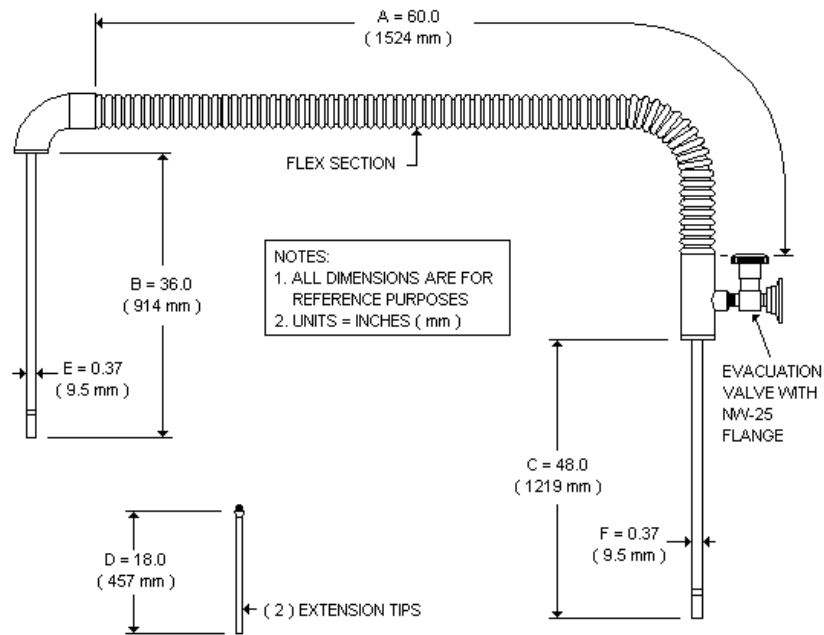 A = 60.0
( 1524 mm )
FLEX SECTION
NOTES:
1. ALL DIMENSIONS ARE FOR
REFERENCE PURPOSES
2. UNITS = INCHES ( mm )
B = 36.0
( 914 mm )
E = 0.37
( 9.5 mm )
EVACUATION
VALVE WITH
NW-25
FLANGE
C = 48.0
( 1219 mm )
F = 0.37
( 9.5 mm )
D = 18.0
( 457 mm )
( 2 ) EXTENSION TIPS